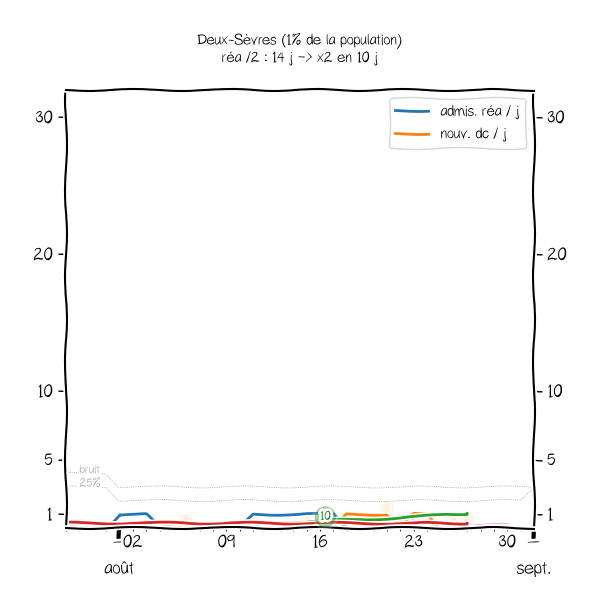 Deux-Sèvres (1% de la population)
réa /2 : 14 j -> x2 en 10 j
admis. réa / j
nouv. dc / j
30
30
20
20
10
10
5
5
bruit
25%
1
1
10
02
09
16
23
30
août
sept.